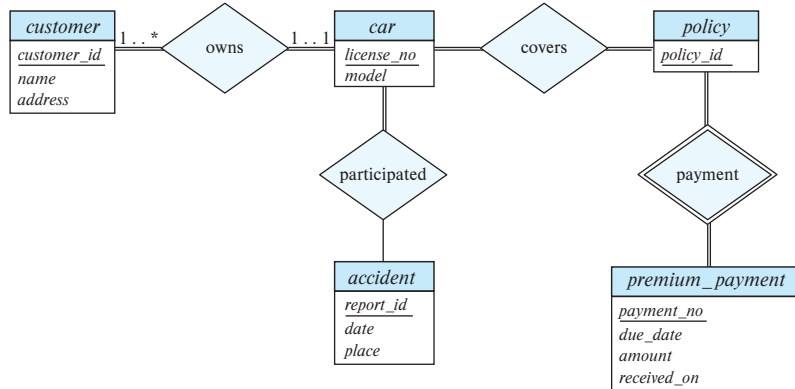 customer
customer_id
name
address
1 . . *
owns
1 . . 1
car
license_no
model
covers
policy
policy_id
participated
payment
accident
report_id
date
place
premium_payment
payment_no
due_date
amount
received_on